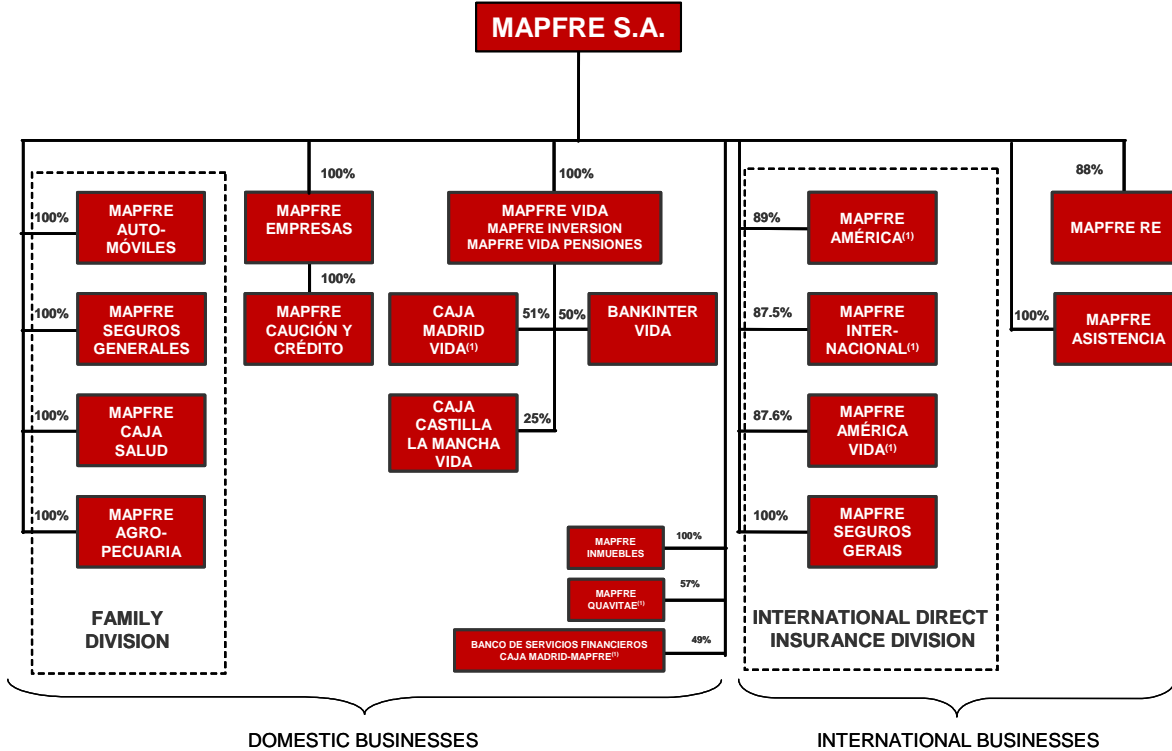 MAPFRE S.A.
100%
100%
88%
100%
MAPFRE
AUTO-
MÓVILES
MAPFRE
EMPRESAS
MAPFRE VIDA
MAPFRE INVERSION
MAPFRE VIDA PENSIONES
89%
MAPFRE
AMÉRICA(1)
MAPFRE RE
100%
100%
MAPFRE
SEGUROS
GENERALES
MAPFRE
CAUCIÓN Y
CRÉDITO
CAJA
MADRID
VIDA(1)
51%
50%
BANKINTER
VIDA
87.5%
MAPFRE
INTER-
NACIONAL(1)
100%
MAPFRE
ASISTENCIA
100%
MAPFRE
CAJA
SALUD
CAJA
CASTILLA
LA MANCHA
VIDA
25%
87.6%
MAPFRE
AMÉRICA
VIDA(1)
100%
MAPFRE
AGRO-
PECUARIA
100%
MAPFRE
SEGUROS
GERAIS
MAPFRE
INMUEBLES
100%
MAPFRE
QUAVITAE(1)
57%
BANCO DE SERVICIOS FINANCIEROS
CAJA MADRID-MAPFRE(1)
49%
FAMILY
DIVISION
INTERNATIONAL DIRECT
INSURANCE DIVISION
DOMESTIC BUSINESSES
INTERNATIONAL BUSINESSES